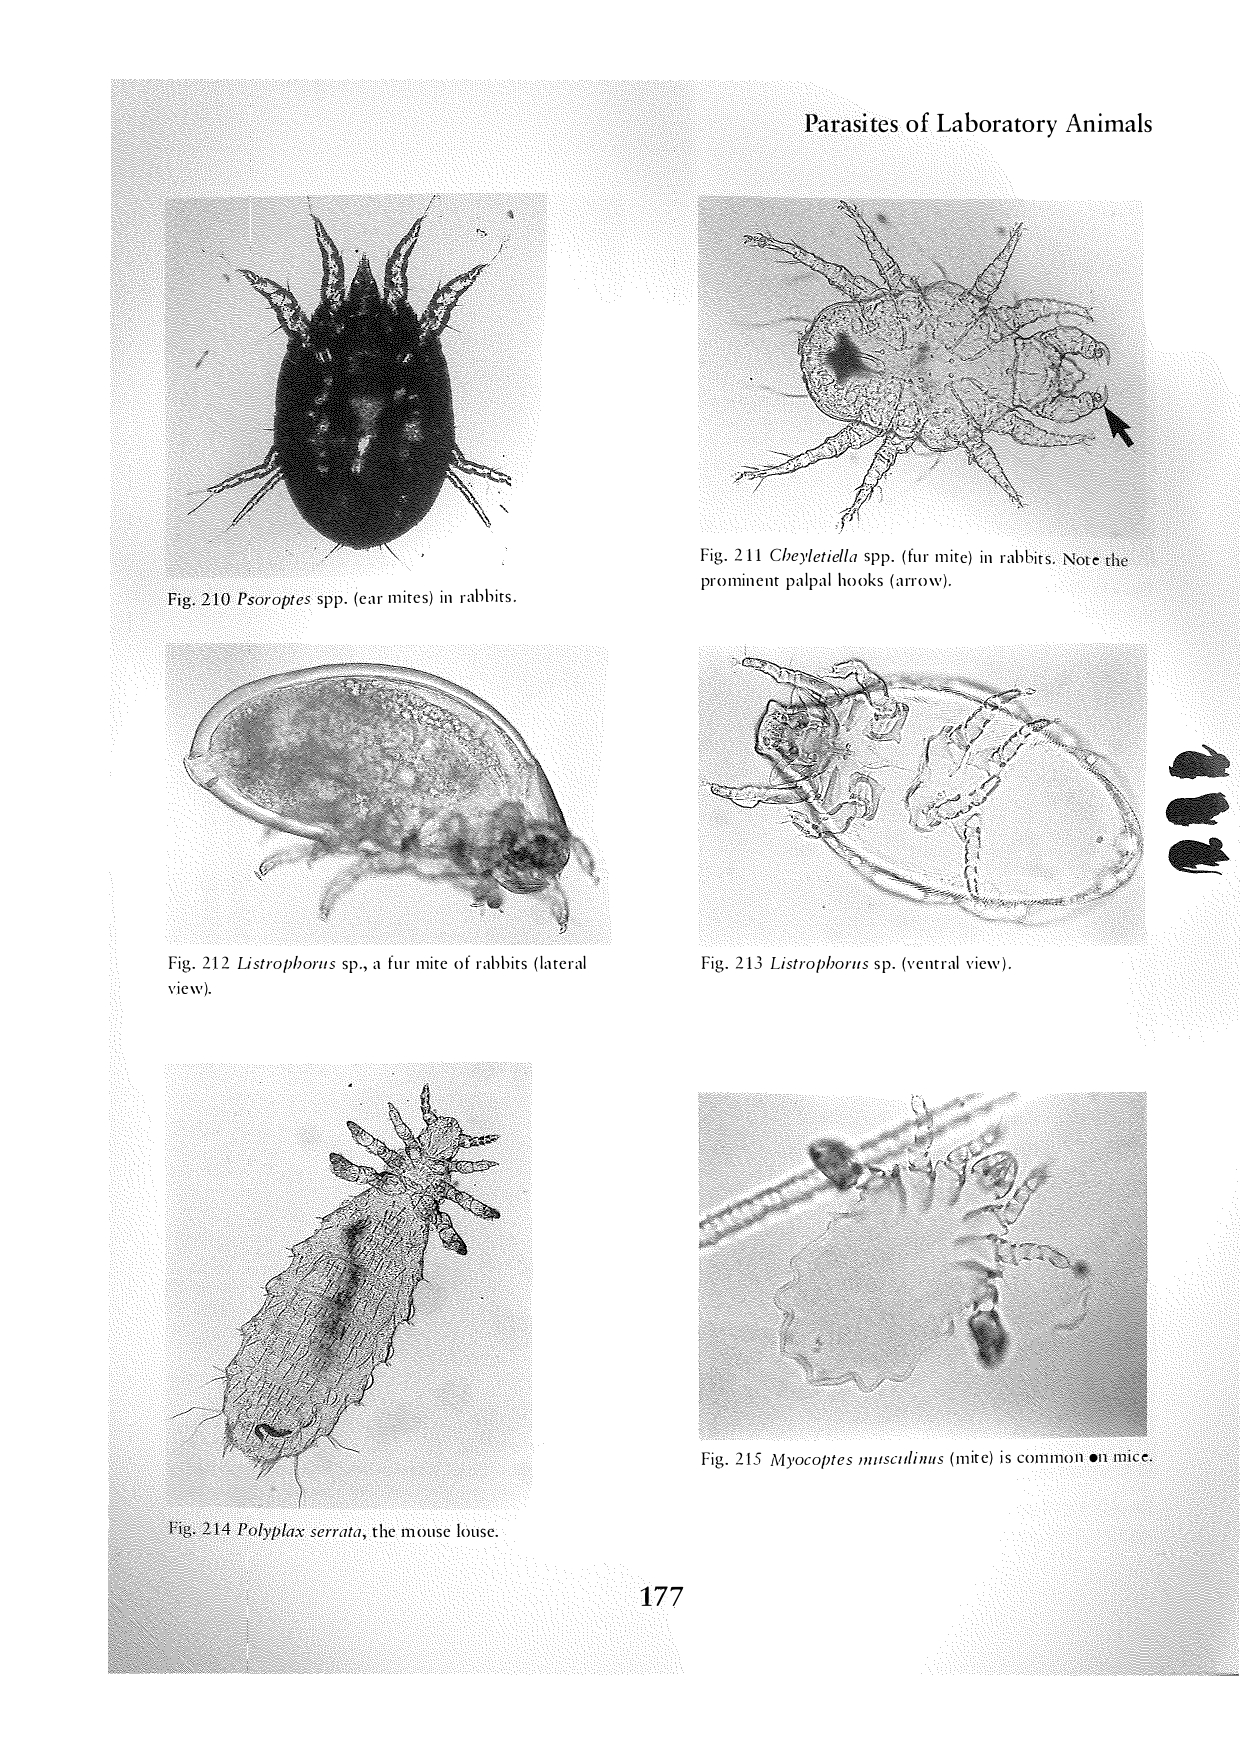 Parasites of Laboratory Animals
Fig. 210 Psoroptes spp. (ear mites) in rabbits.
Fig. 211 Cheyletiella spp. (fur mite) in rabbits. Note the
prominent palpal hooks (arrow).
Fig. 212 Listrophorus sp., a fur mite of rabbits (lateral
view).
Fig. 213 Listrophorus sp. (ventral view).
Fig. 214 Polyplax serrata, the mouse louse.
Fig. 215 Myocoptes musculinus (mite) is common on mice.
177